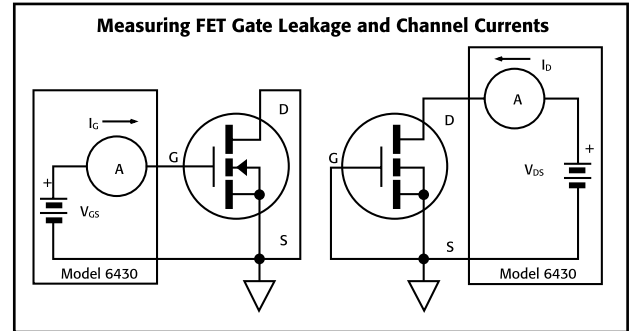 Measuring FET Gate Leakage and Channel Currents
IG
A
G
D
S
+
VGS
Model 6430
ID
A
D
G
S
+
VDS
Model 6430